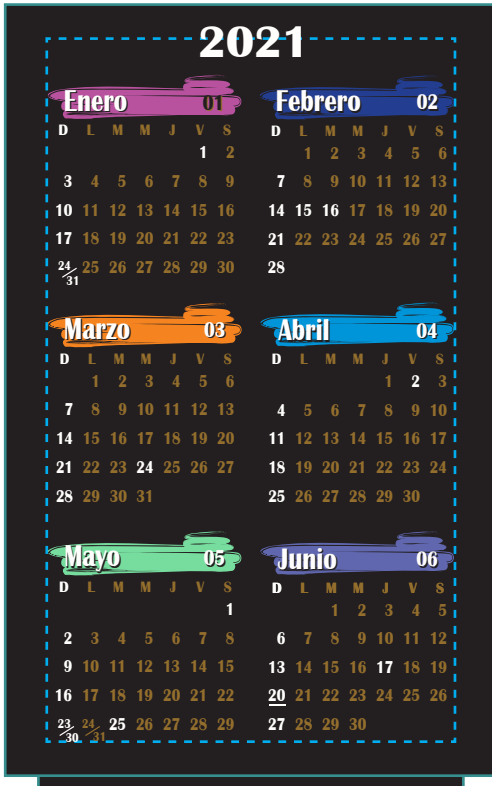 2021
Enero 01
D L M M J V S
1 2
3 4 5 6 7 8 9
10 11 12 13 14 15 16
17 18 19 20 21 22 23
24/31 25 26 27 28 29 30
Febrero 02
D L M M J V S
1 2 3 4 5 6
7 8 9 10 11 12 13
14 15 16 17 18 19 20
21 22 23 24 25 26 27
28
Marzo 03
D L M M J V S
1 2 3 4 5 6
7 8 9 10 11 12 13
14 15 16 17 18 19 20
21 22 23 24 25 26 27
28 29 30 31
Abril 04
D L M M J V S
1 2 3
4 5 6 7 8 9 10
11 12 13 14 15 16 17
18 19 20 21 22 23 24
25 26 27 28 29 30
Mayo 05
D L M M J V S
1
2 3 4 5 6 7 8
9 10 11 12 13 14 15
16 17 18 19 20 21 22
23/30 24/31 25 26 27 28 29
Junio 06
D L M M J V S
1 2 3 4 5
6 7 8 9 10 11 12
13 14 15 16 17 18 19
20 21 22 23 24 25 26
27 28 29 30